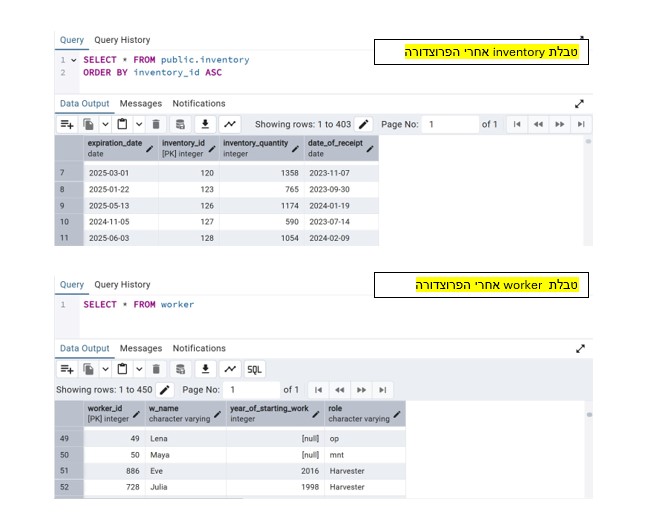 Query Query History
טבלת inventory אחרי הפרוצדורה
1 SELECT * FROM public.inventory
2 ORDER BY inventory_id ASC
Data Output Messages Notifications
Showing rows: 1 to 403 Page No: 1 of 1
expiration_date inventory_id inventory_quantity date_of_receipt
date [PK] integer integer date
7 2025-03-01 120 1358 2023-11-07
8 2025-01-22 123 765 2023-09-30
9 2025-05-13 126 1174 2024-01-19
10 2024-11-05 127 590 2023-07-14
11 2025-06-03 128 1054 2024-02-09
Query Query History
טבלת worker אחרי הפרוצדורה
1 SELECT * FROM worker
Data Output Messages Notifications
SQL
Showing rows: 1 to 450 Page No: 1 of 1
worker_id w_name year_of_starting_work role
[PK] integer character varying integer character varying
49 49 Lena [null] op
50 50 Maya [null] mnt
51 886 Eve 2016 Harvester
52 728 Julia 1998 Harvester